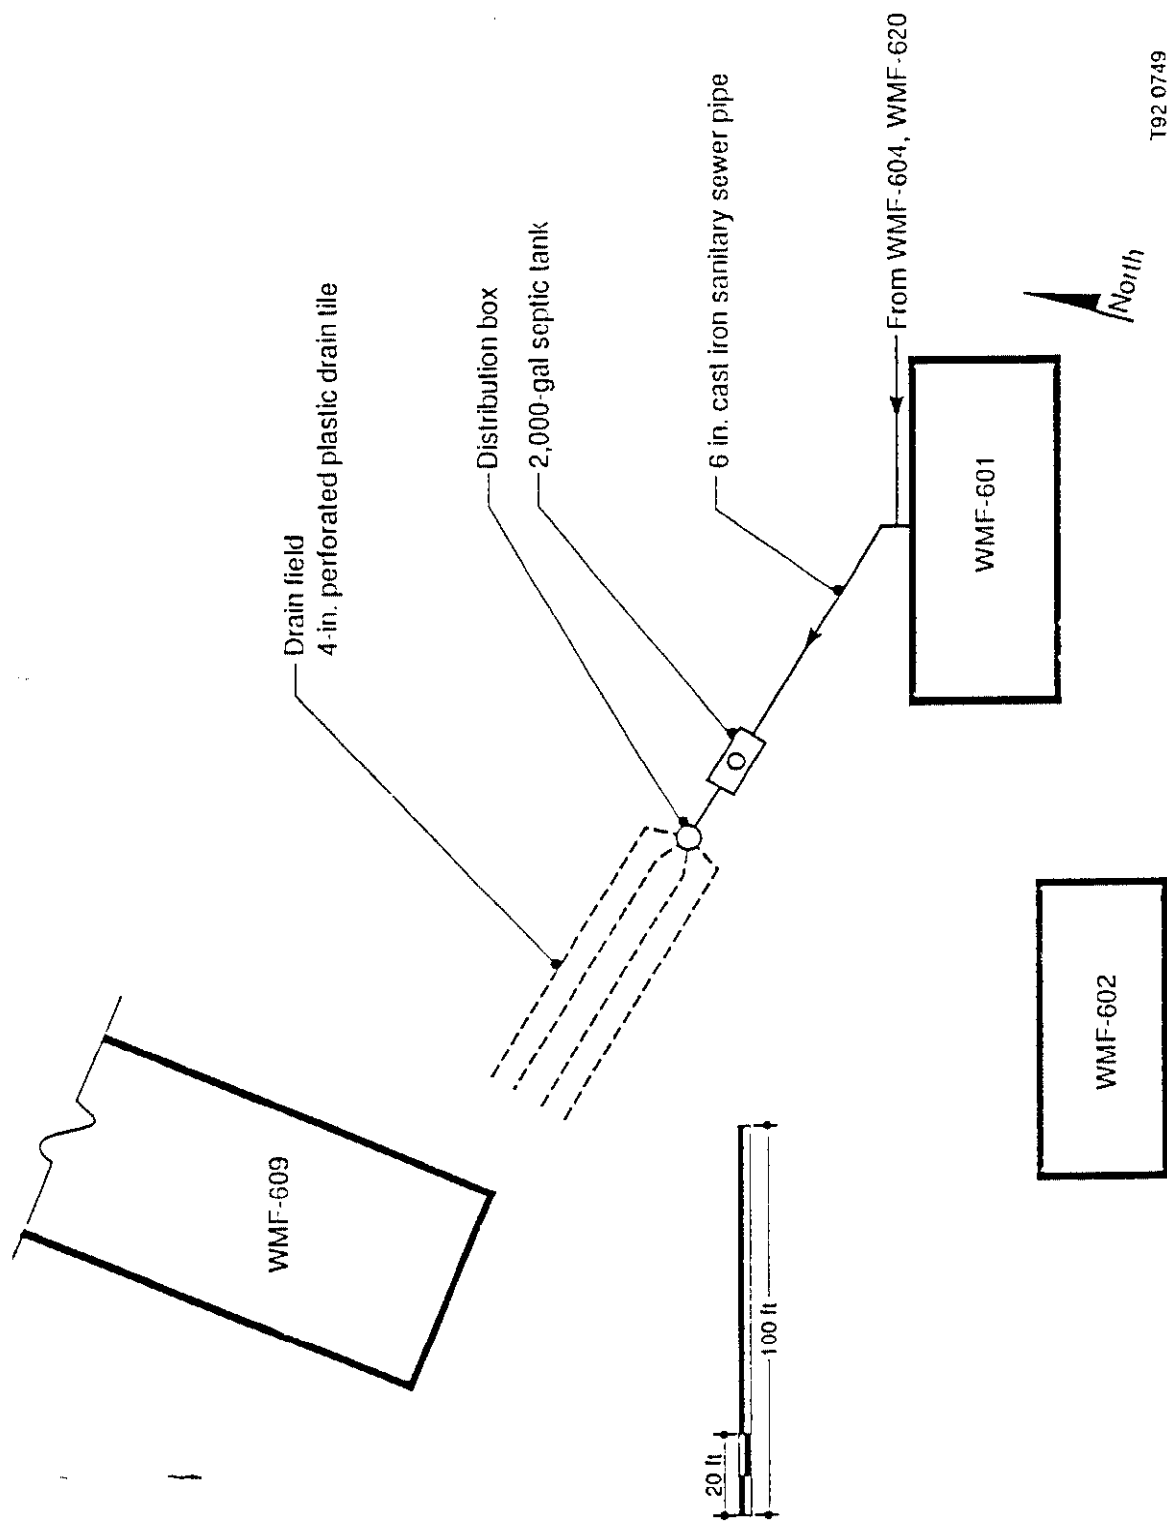 WMF-609
Drain field
4-in. perforated plastic drain tile
Distribution box
2,000-gal septic tank
6 in. cast iron sanitary sewer pipe
20 ft
100 ft
From WMF-604, WMF-620
WMF-601
WMF-602
North
T92 0749